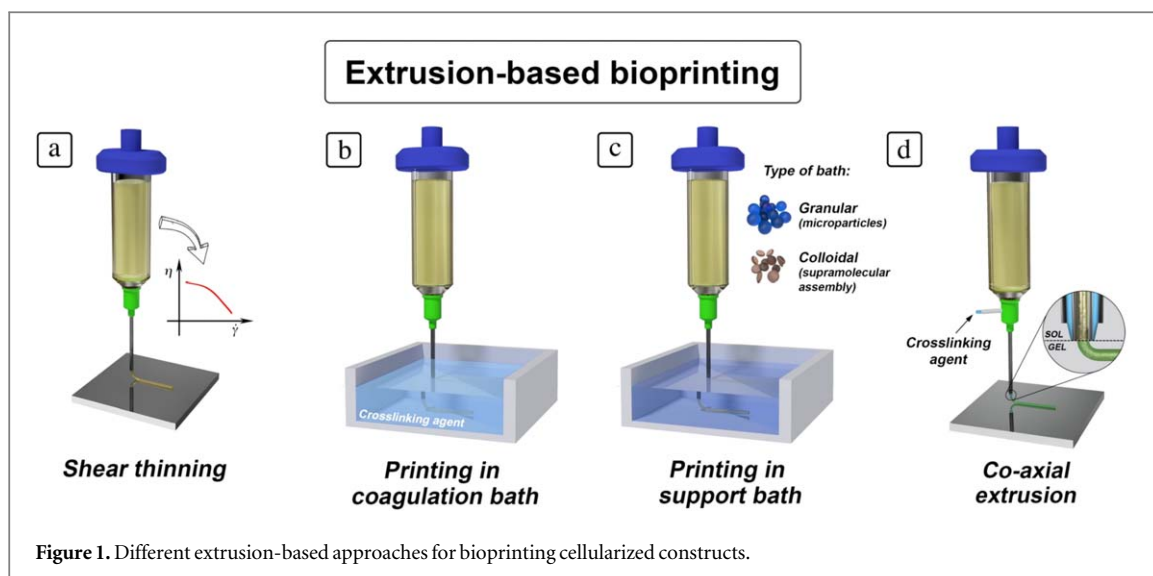 Extrusion-based bioprinting
a
η
γ̇
Shear thinning
b
Crosslinking agent
Printing in
coagulation bath
c
Type of bath:
Granular
(microparticles)
Colloidal
(supramolecular
assembly)
Printing in
support bath
d
Crosslinking
agent
SOL
GEL
Co-axial
extrusion
Figure 1. Different extrusion-based approaches for bioprinting cellularized constructs.